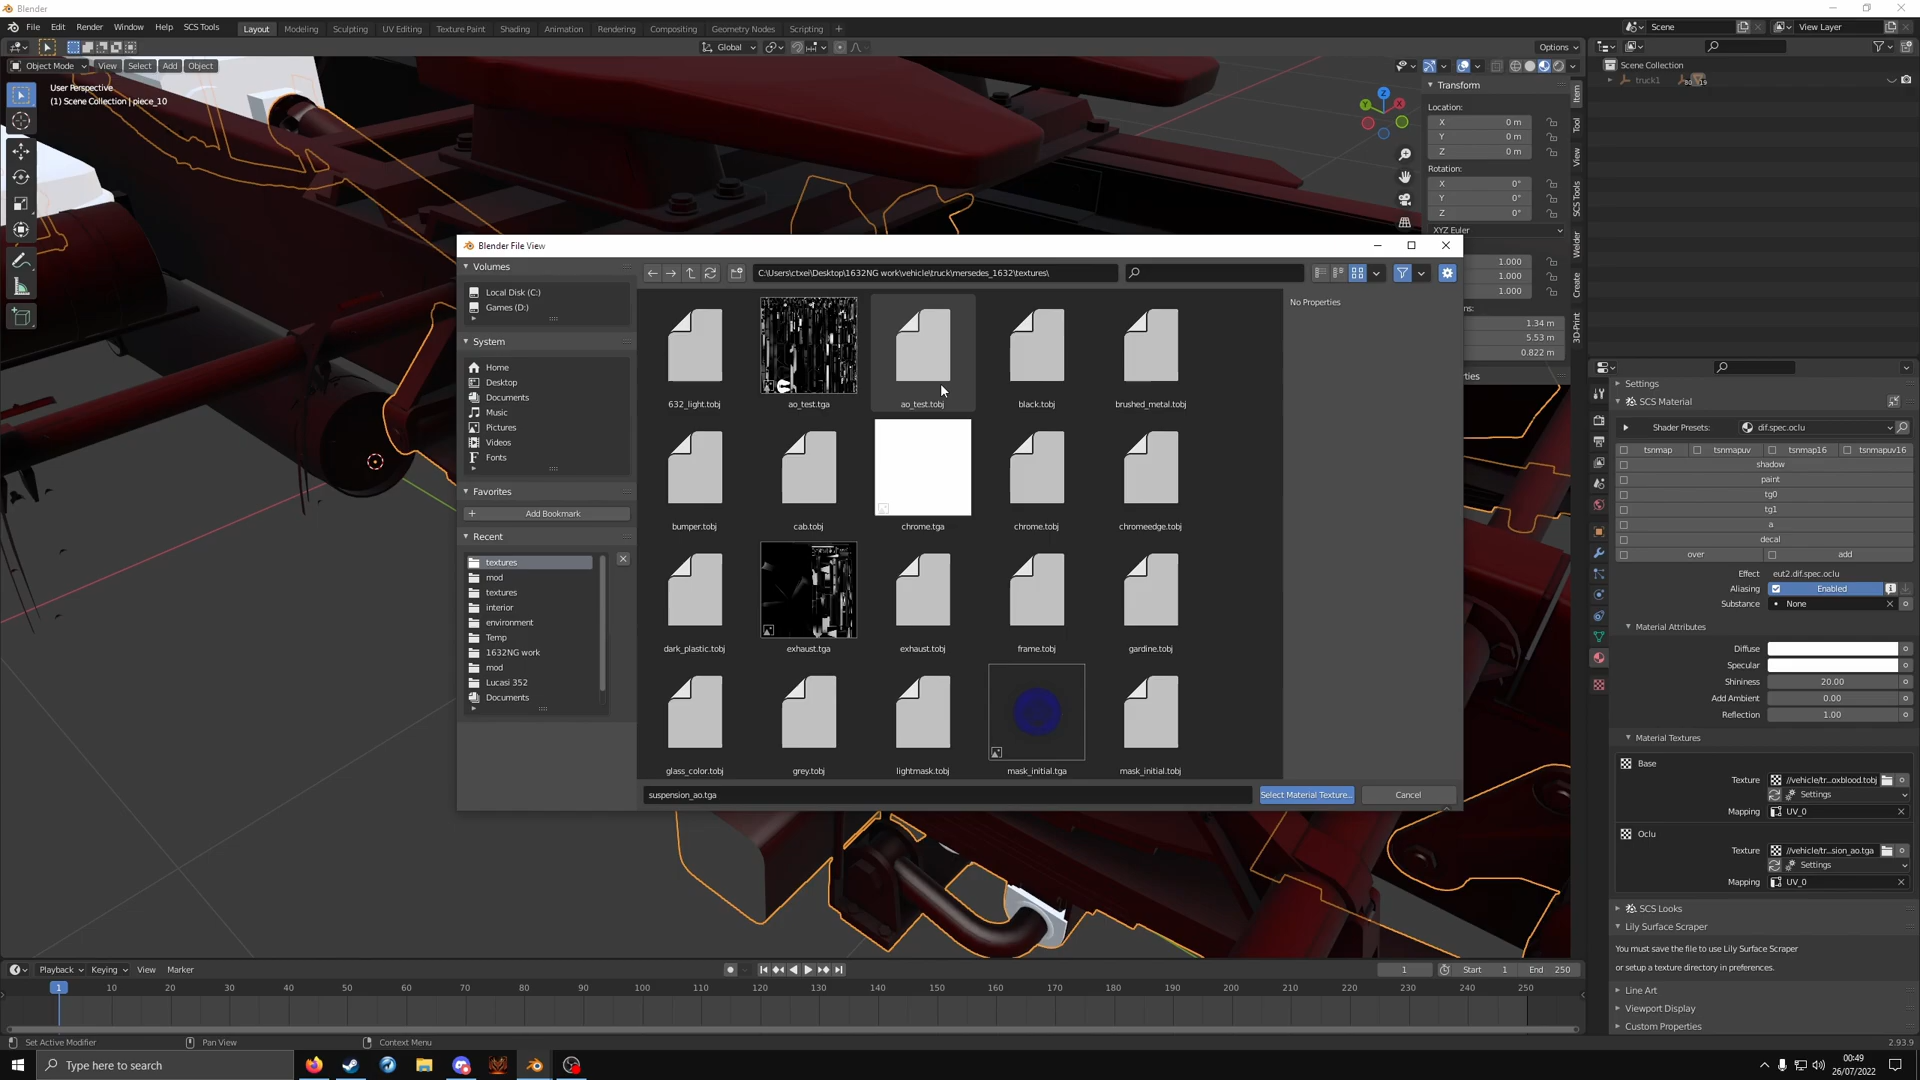 Blender
File Edit Render Window Help SCS Tools Layout Modeling Sculpting UV Editing Texture Paint Shading Animation Rendering Compositing Geometry Nodes Scripting + Scene View Layer
Global Options
Object Mode View Select Add Object
User Perspective
(1) Scene Collection | piece_10
Scene Collection
truck1
Transform
Location:
X 0 m
Y 0 m
Z 0 m
Rotation:
X 0°
Y 0°
Z 0°
XYZ Euler
1.000
1.000
1.000
1.34 m
5.53 m
0.822 m
Item
Tool
View
SCS Tools
Welder
Create
3D-Print
Blender File View
Volumes
Local Disk (C:)
Games (D:)
System
Home
Desktop
Documents
Music
Pictures
Videos
Fonts
Favorites
Add Bookmark
Recent
textures
mod
textures
interior
environment
Temp
1632NG work
mod
Lucasi 352
Documents
C:\Users\ctxei\Desktop\1632NG work\vehicle\truck\mersedes_1632\textures\
No Properties
632_light.tobj ao_test.tga ao_test.tobj black.tobj brushed_metal.tobj
bumper.tobj cab.tobj chrome.tga chrome.tobj chromeedge.tobj
dark_plastic.tobj exhaust.tga exhaust.tobj frame.tobj gardine.tobj
glass_color.tobj grey.tobj lightmask.tobj mask_initial.tga mask_initial.tobj
suspension_ao.tga Select Material Texture... Cancel
Settings
SCS Material
Shader Presets: dif.spec.oclu
tsnmap tsnmapuv tsnmap16 tsnmapuv16
shadow
paint
tg0
tg1
a
decal
over add
Effect eut2.dif.spec.oclu
Aliasing Enabled
Substance None
Material Attributes
Diffuse
Specular
Shininess 20.00
Add Ambient 0.00
Reflection 1.00
Material Textures
Base
Texture //vehicle/tr...oxblood.tobj
Settings
Mapping UV_0
Oclu
Texture //vehicle/tr...sion_ao.tga
Settings
Mapping UV_0
SCS Looks
Lily Surface Scraper
You must save the file to use Lily Surface Scraper
or setup a texture directory in preferences.
Line Art
Viewport Display
Custom Properties
Playback Keying View Marker 1 Start 1 End 250
1 10 20 30 40 50 60 70 80 90 100 110 120 130 140 150 160 170 180 190 200 210 220 230 240 250
Set Active Modifier Pan View Context Menu 2.93.9
Type here to search
00:49
26/07/2022